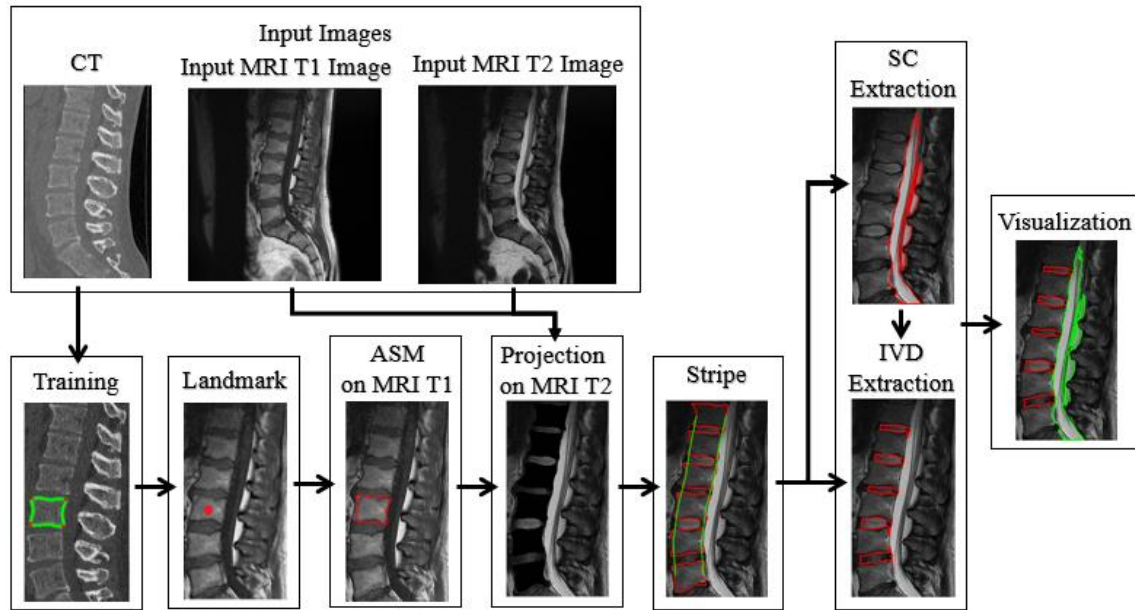 Input Images
CT
Input MRI T1 Image
Input MRI T2 Image
SC
Extraction
Visualization
Training
Landmark
ASM
on MRI T1
Projection
on MRI T2
Stripe
IVD
Extraction